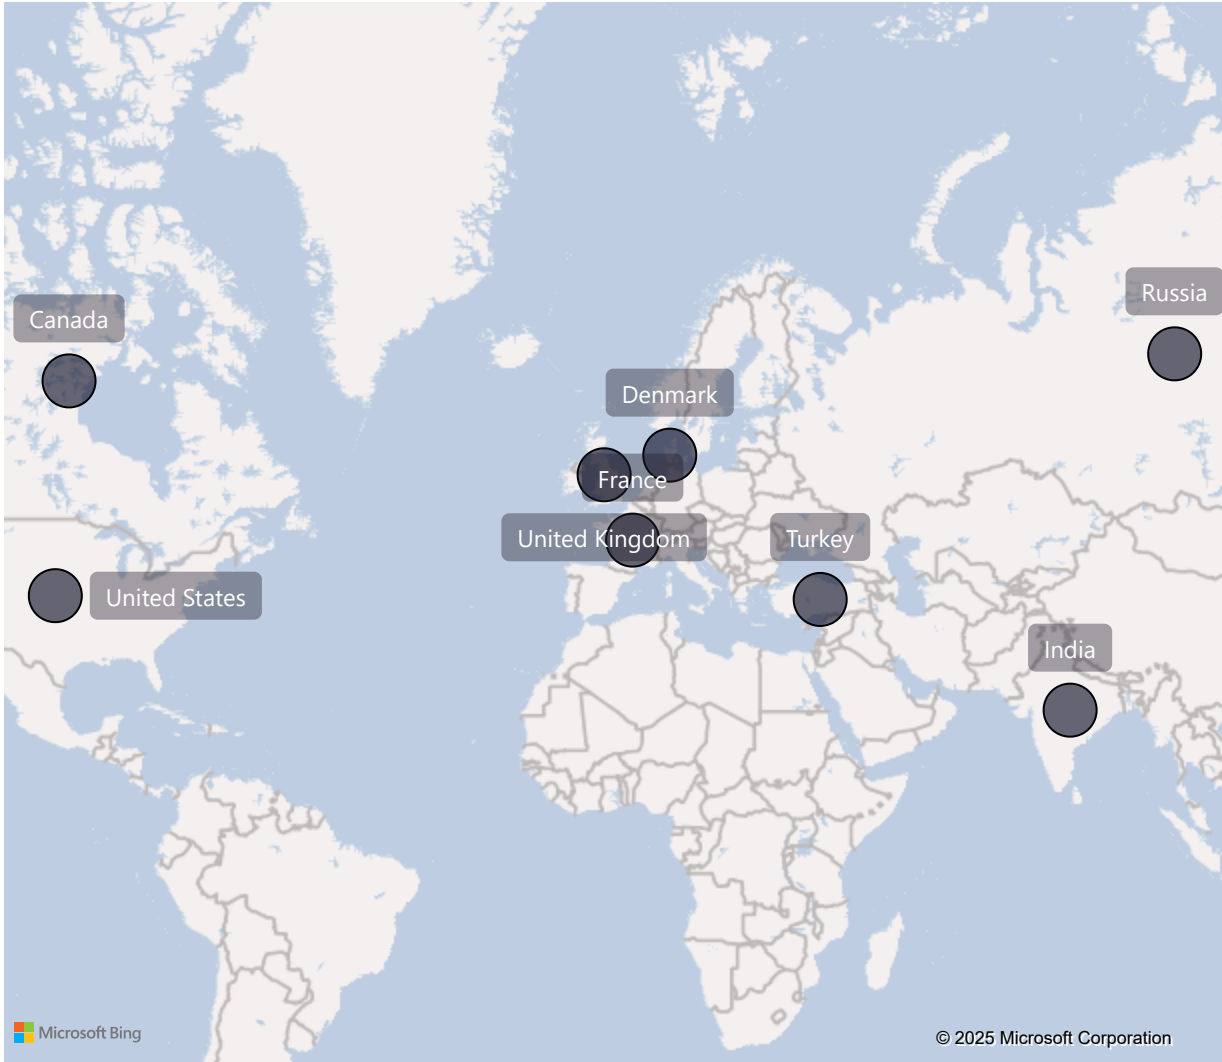 Russia
Canada
Denmark
France
United Kingdom
Turkey
United States
India
Microsoft Bing
© 2025 Microsoft Corporation